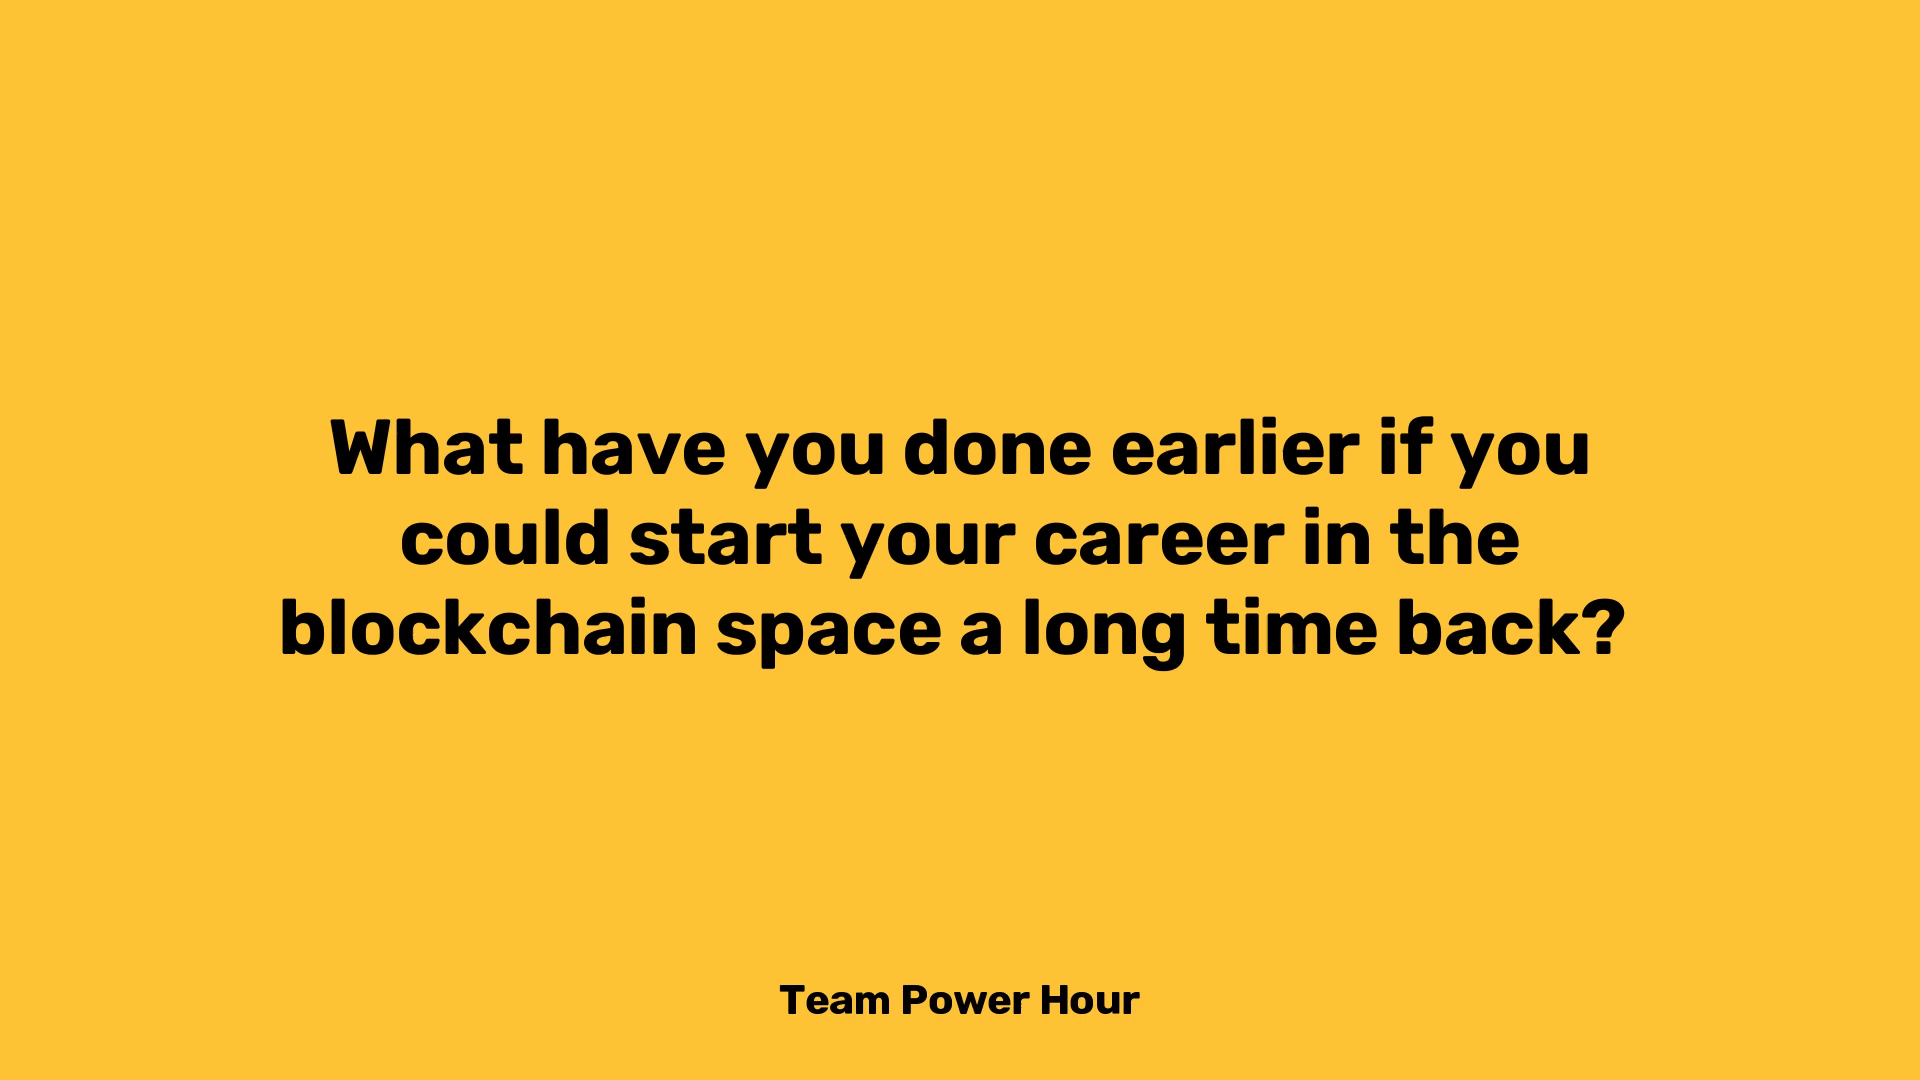 What have you done earlier if you
could start your career in the
blockchain space a long time back?
Team Power Hour